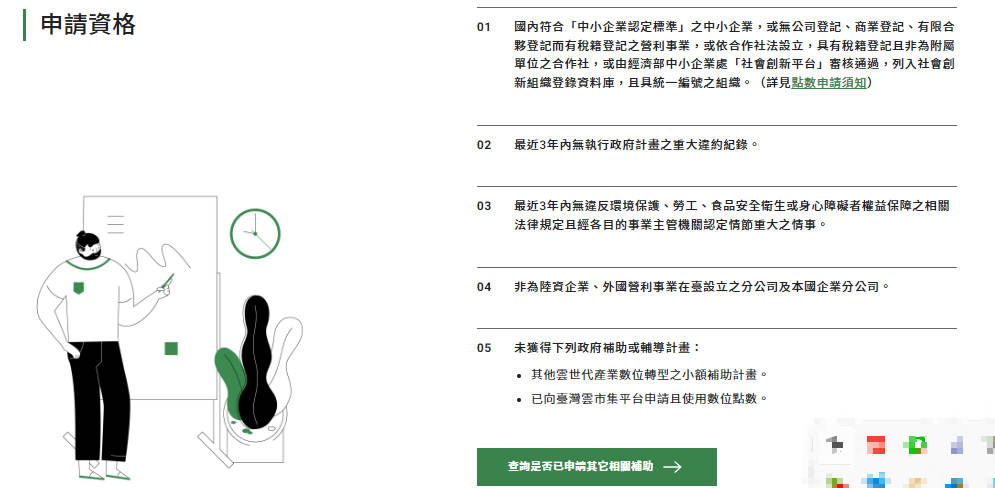 申請資格
01
國內符合「中小企業認定標準」之中小企業，或無公司登記、商業登記、有限合
夥登記而有稅籍登記之營利事業，或依合作社法設立，具有稅籍登記且非為附屬
單位之合作社，或由經濟部中小企業處「社會創新平台」審核通過，列入社會創
新組織登錄資料庫，且具統一編號之組織。（詳見點數申請須知）
02
最近3年內無執行政府計畫之重大違約紀錄。
03
最近3年內無違反環境保護、勞工、食品安全衛生或身心障礙者權益保障之相關
法律規定且經各目的事業主管機關認定情節重大之情事。
04
非為陸資企業、外國營利事業在臺設立之分公司及本國企業分公司。
05
未獲得下列政府補助或輔導計畫：
其他雲世代產業數位轉型之小額補助計畫。
已向臺灣雲市集平台申請且使用數位點數。
查詢是否已申請其它相關補助